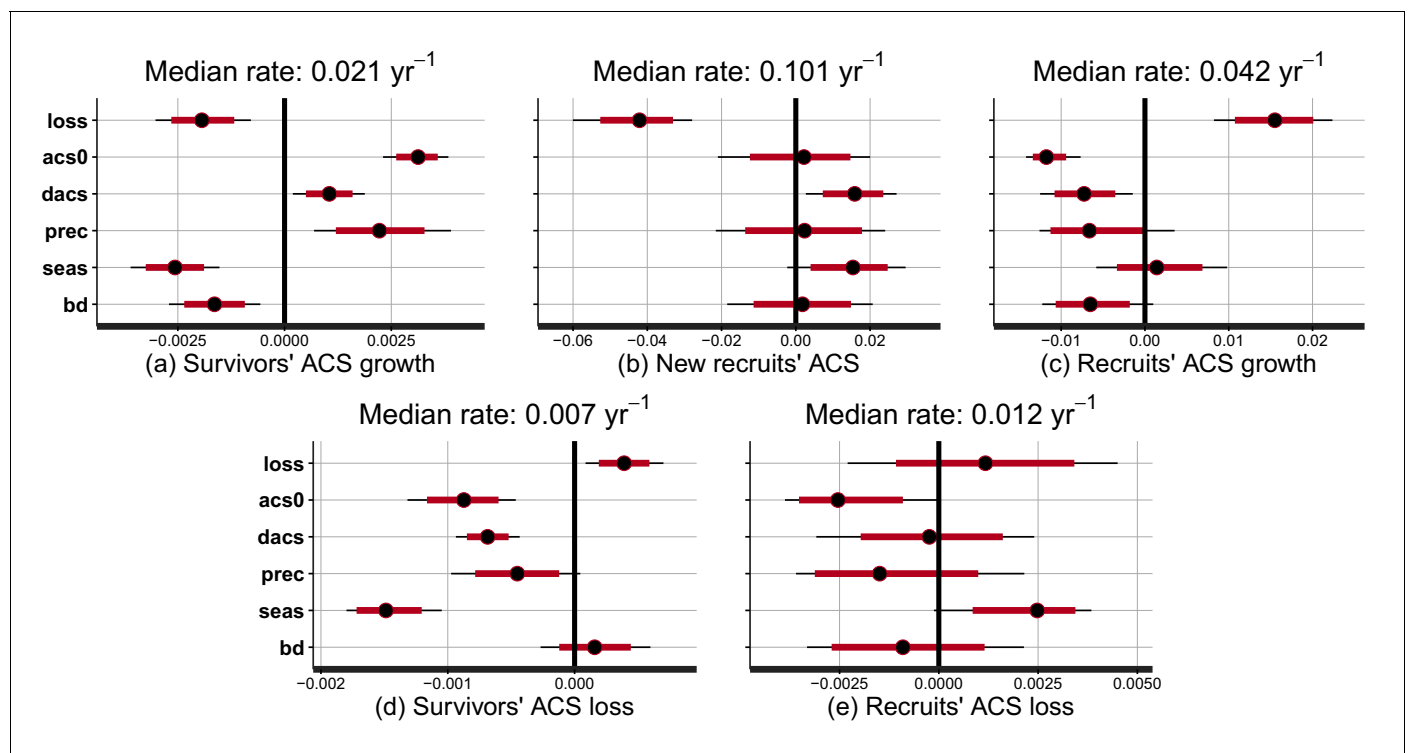 Median rate: 0.021 yr⁻¹ Median rate: 0.101 yr⁻¹ Median rate: 0.042 yr⁻¹
loss
acs0
dacs
prec
seas
bd
−0.0025 0.0000 0.0025 −0.06 −0.04 −0.02 0.00 0.02 −0.01 0.00 0.01 0.02
(a) Survivors' ACS growth (b) New recruits' ACS (c) Recruits' ACS growth
Median rate: 0.007 yr⁻¹ Median rate: 0.012 yr⁻¹
loss
acs0
dacs
prec
seas
bd
−0.002 −0.001 0.000 −0.0025 0.0000 0.0025 0.0050
(d) Survivors' ACS loss (e) Recruits' ACS loss